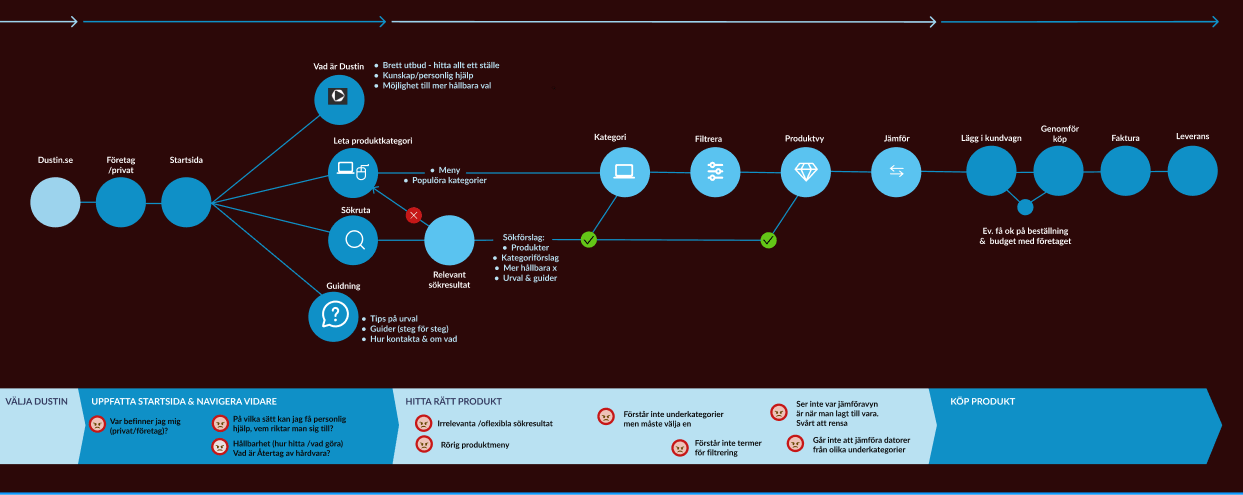 Vad är Dustin
• Brett utbud - hitta allt ett ställe
• Kunskap/personlig hjälp
• Möjlighet till mer hållbara val
Dustin.se
Företag
/privat
Startsida
Leta produktkategori
• Meny
• Populöra kategorier
Sökruta
Relevant
sökresultat
Sökförslag:
• Produkter
• Kategoriförslag
• Mer hållbara x
• Urval & guider
Guidning
• Tips på urval
• Guider (steg för steg)
• Hur kontakta & om vad
Kategori
Filtrera
Produktvy
Jämför
Lägg i kundvagn
Genomför
köp
Faktura
Leverans
Ev. få ok på beställning
& budget med företaget
VÄLJA DUSTIN
UPPFATTA STARTSIDA & NAVIGERA VIDARE
Var befinner jag mig
(privat/företag)?
På vilka sätt kan jag få personlig
hjälp, vem riktar man sig till?
Hållbarhet (hur hitta /vad göra)
Vad är Återtag av hårdvara?
HITTA RÄTT PRODUKT
Irrelevanta /oflexibla sökresultat
Rörig produktmeny
Förstår inte underkategorier
men måste välja en
Förstår inte termer
för filtrering
Ser inte var jämföravyn
är när man lagt till vara.
Svårt att rensa
Går inte att jämföra datorer
från olika underkategorier
KÖP PRODUKT